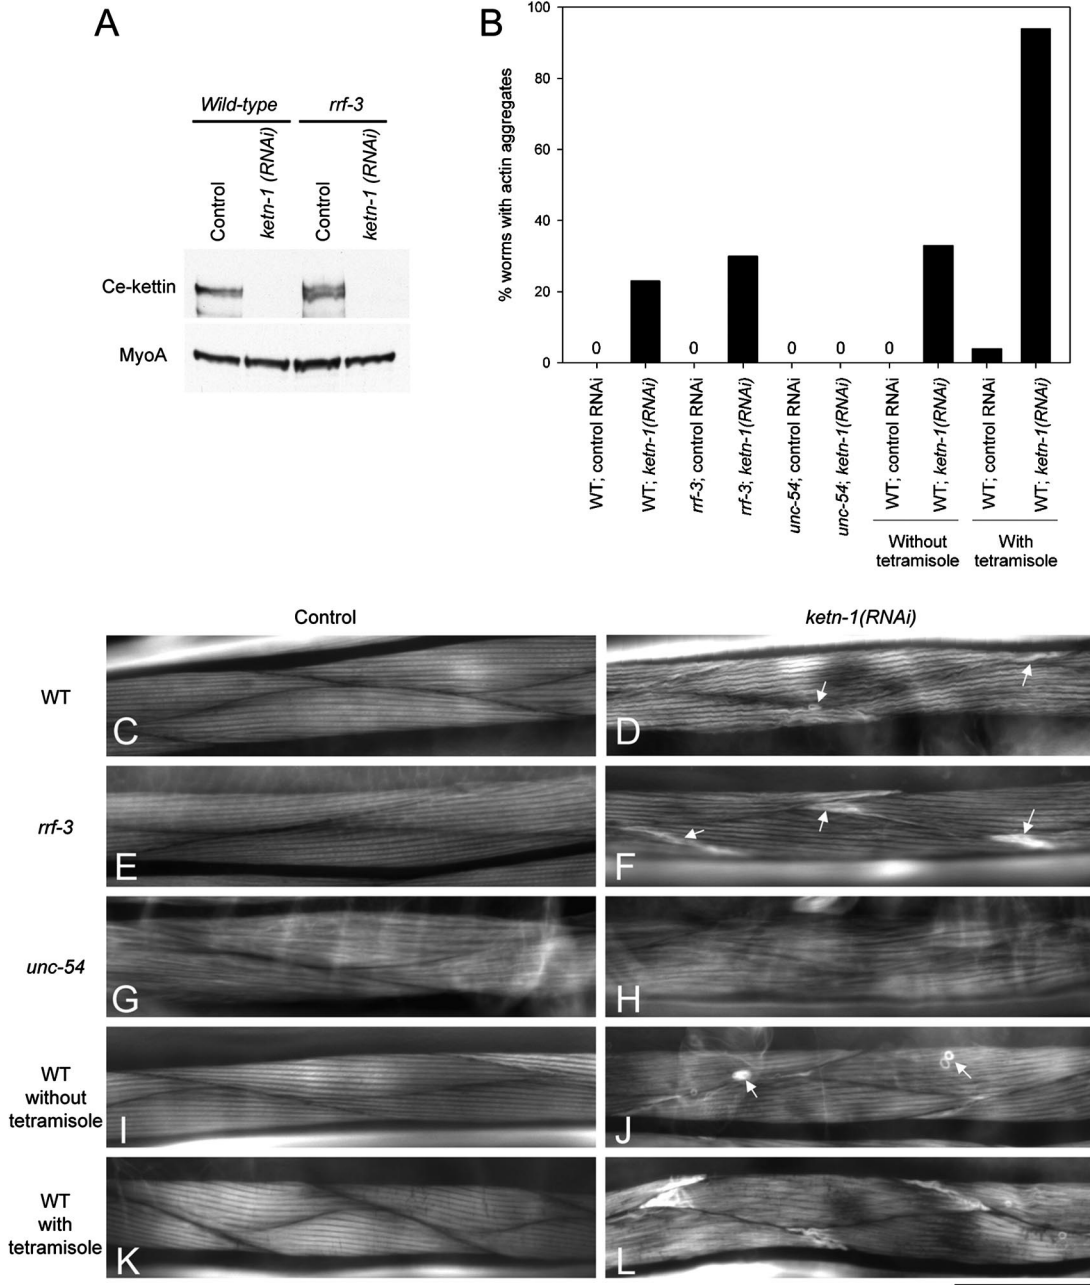 A
Wild-type
rrf-3
Control
ketn-1 (RNAi)
Control
ketn-1 (RNAi)
Ce-kettin
MyoA
B
% worms with actin aggregates
100
80
60
40
20
0
0
0
0
0
0
WT; control RNAi
WT; ketn-1(RNAi)
rrf-3; control RNAi
rrf-3; ketn-1(RNAi)
unc-54; control RNAi
unc-54; ketn-1(RNAi)
WT; control RNAi
WT; ketn-1(RNAi)
WT; control RNAi
WT; ketn-1(RNAi)
Without
tetramisole
With
tetramisole
Control
ketn-1(RNAi)
WT
C
D
rrf-3
E
F
unc-54
G
H
WT
without
tetramisole
I
J
WT
with
tetramisole
K
L